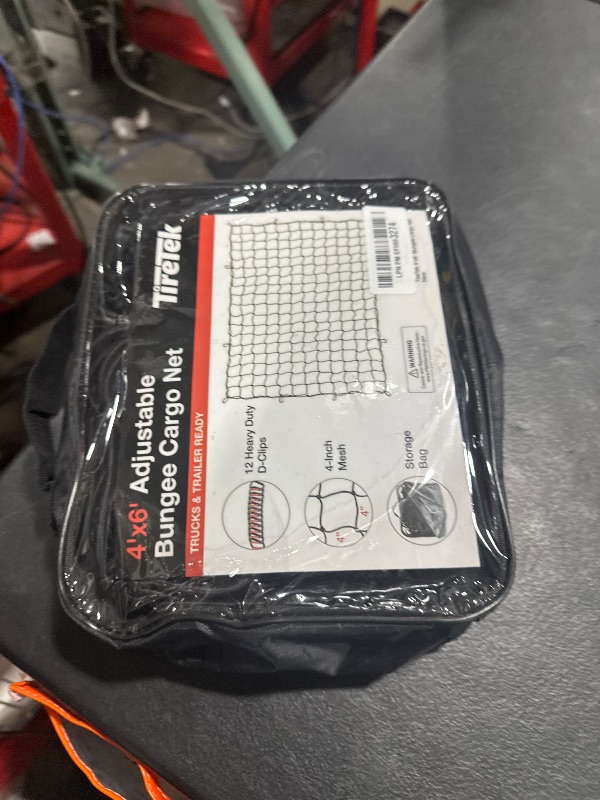 TireTek
4'x6' Adjustable
Bungee Cargo Net
TRUCKS & TRAILER READY
12 Heavy Duty
D-Clips
4-Inch
Mesh
4"
4"
Storage
Bag
WARNING
New